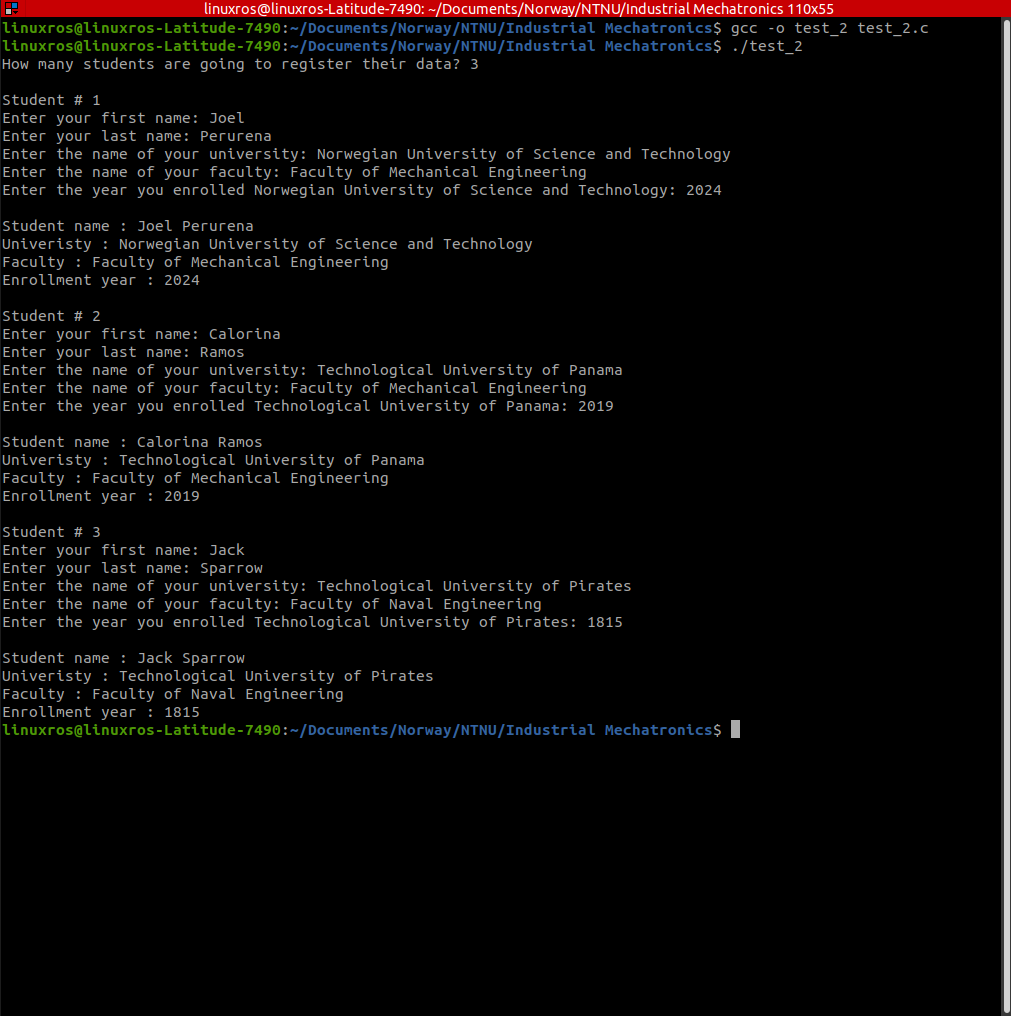 linuxros@linuxros-Latitude-7490: ~/Documents/Norway/NTNU/Industrial Mechatronics 110x55
linuxros@linuxros-Latitude-7490:~/Documents/Norway/NTNU/Industrial Mechatronics$ gcc -o test_2 test_2.c
linuxros@linuxros-Latitude-7490:~/Documents/Norway/NTNU/Industrial Mechatronics$ ./test_2
How many students are going to register their data? 3
Student # 1
Enter your first name: Joel
Enter your last name: Perurena
Enter the name of your university: Norwegian University of Science and Technology
Enter the name of your faculty: Faculty of Mechanical Engineering
Enter the year you enrolled Norwegian University of Science and Technology: 2024
Student name : Joel Perurena
Univeristy : Norwegian University of Science and Technology
Faculty : Faculty of Mechanical Engineering
Enrollment year : 2024
Student # 2
Enter your first name: Calorina
Enter your last name: Ramos
Enter the name of your university: Technological University of Panama
Enter the name of your faculty: Faculty of Mechanical Engineering
Enter the year you enrolled Technological University of Panama: 2019
Student name : Calorina Ramos
Univeristy : Technological University of Panama
Faculty : Faculty of Mechanical Engineering
Enrollment year : 2019
Student # 3
Enter your first name: Jack
Enter your last name: Sparrow
Enter the name of your university: Technological University of Pirates
Enter the name of your faculty: Faculty of Naval Engineering
Enter the year you enrolled Technological University of Pirates: 1815
Student name : Jack Sparrow
Univeristy : Technological University of Pirates
Faculty : Faculty of Naval Engineering
Enrollment year : 1815
linuxros@linuxros-Latitude-7490:~/Documents/Norway/NTNU/Industrial Mechatronics$